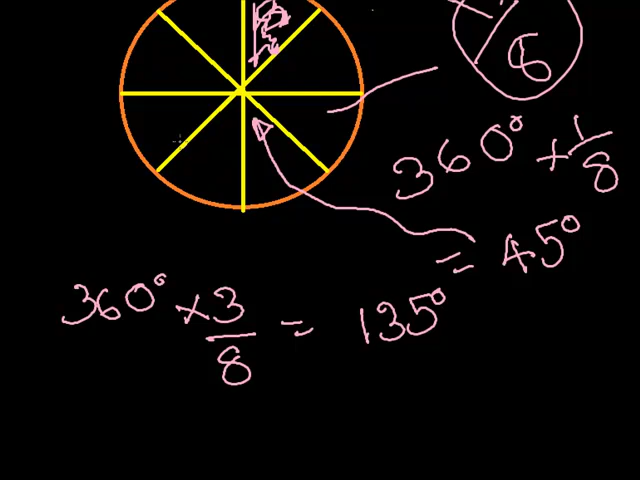 8
360° × 1/8
= 45°
360° × 3/8 = 135°